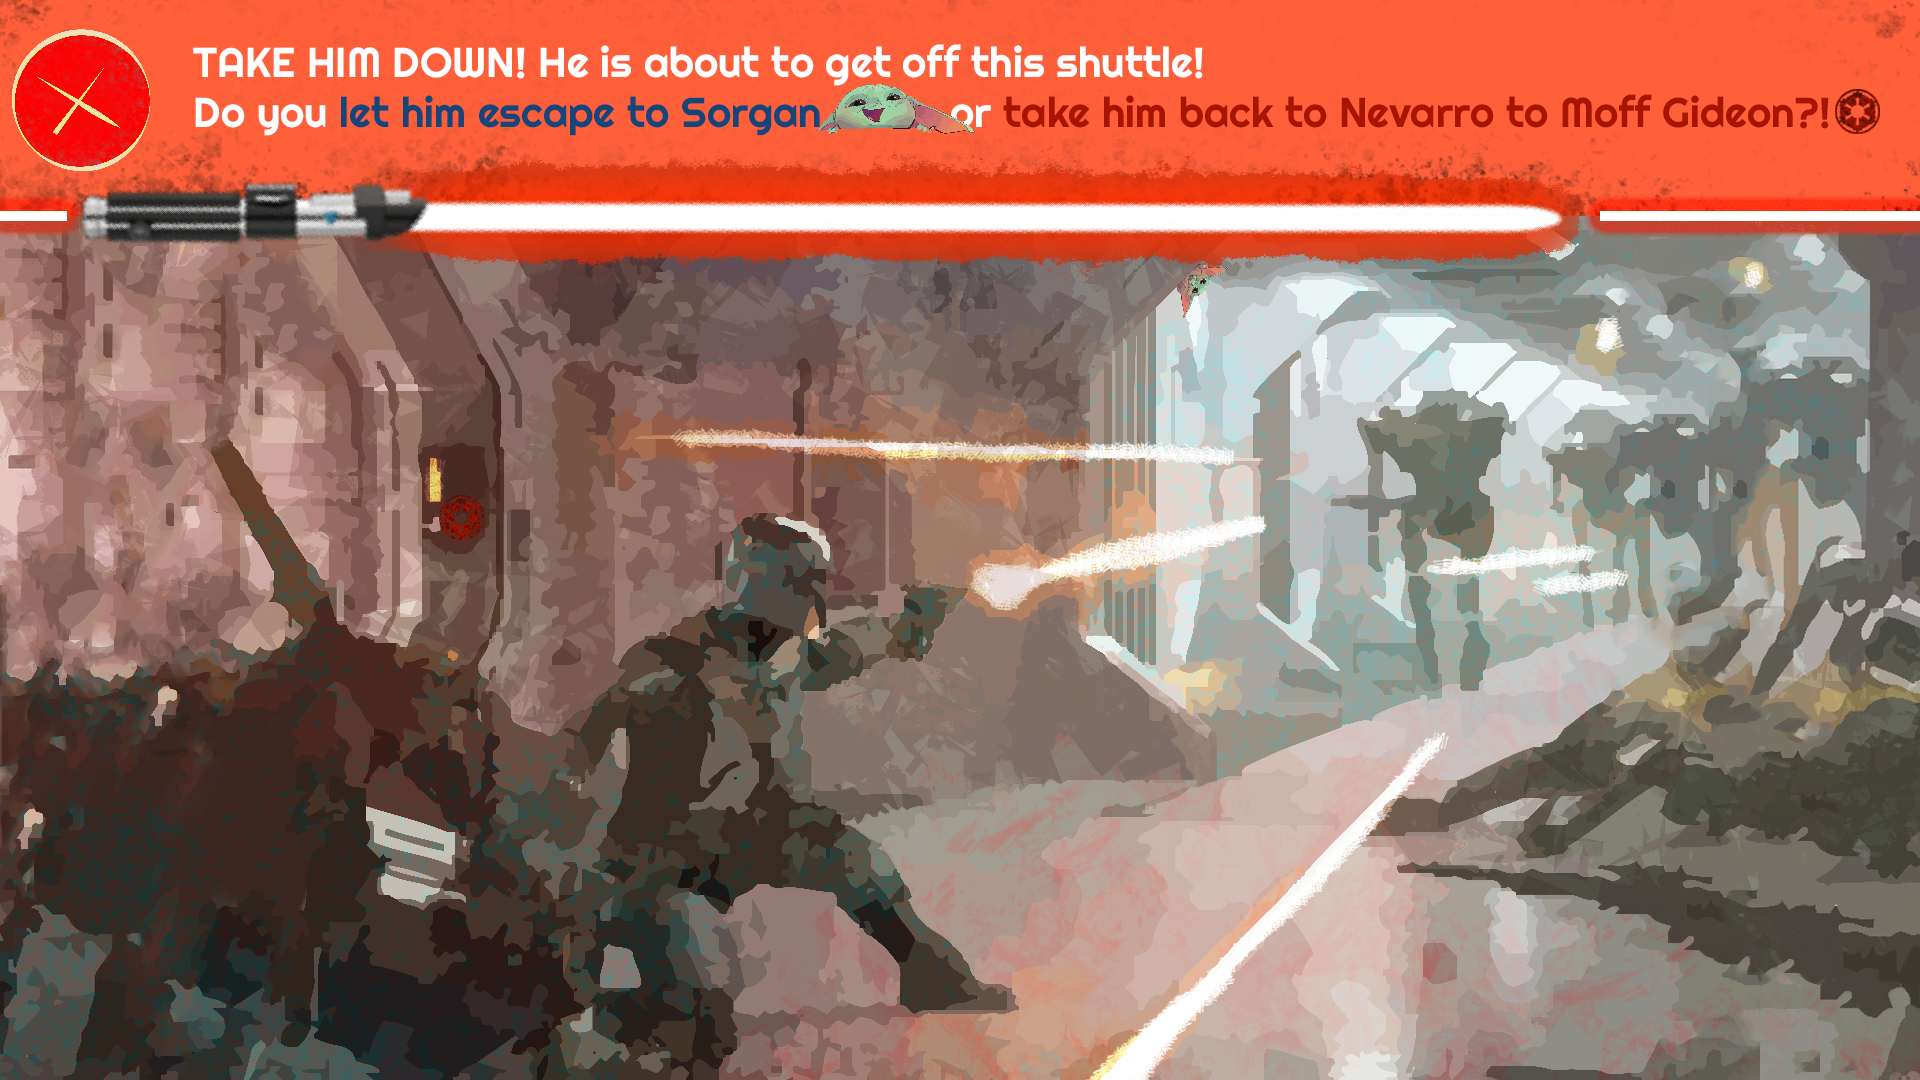 TAKE HIM DOWN! He is about to get off this shuttle!
Do you let him escape to Sorgan or take him back to Nevarro to Moff Gideon?!